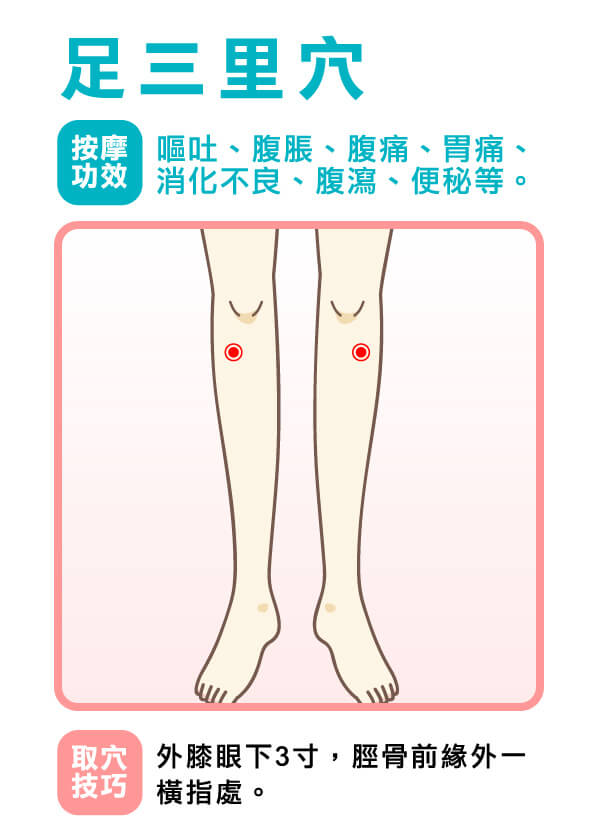 足三里穴
按摩
功效
嘔吐、腹脹、腹痛、胃痛、
消化不良、腹瀉、便秘等。
取穴
技巧
外膝眼下3寸，脛骨前緣外一
橫指處。